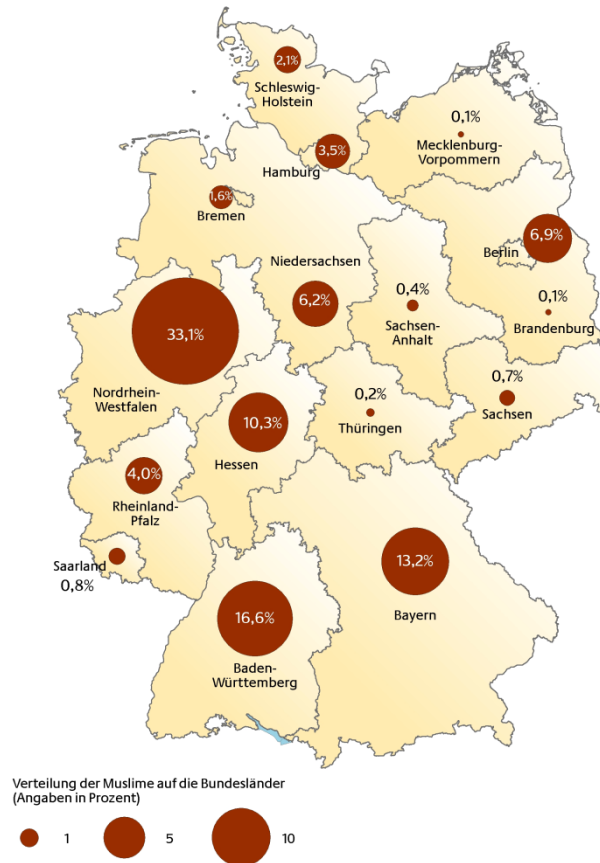 2,1%
Schleswig-
Holstein
0,1%
Mecklenburg-
Vorpommern
3,5%
Hamburg
1,6%
Bremen
6,9%
Berlin
Niedersachsen
6,2%
0,4%
Sachsen-
Anhalt
0,1%
Brandenburg
33,1%
Nordrhein-
Westfalen
10,3%
Hessen
0,2%
Thüringen
0,7%
Sachsen
4,0%
Rheinland-
Pfalz
Saarland
0,8%
13,2%
Bayern
16,6%
Baden-
Württemberg
Verteilung der Muslime auf die Bundesländer
(Angaben in Prozent)
1 5 10